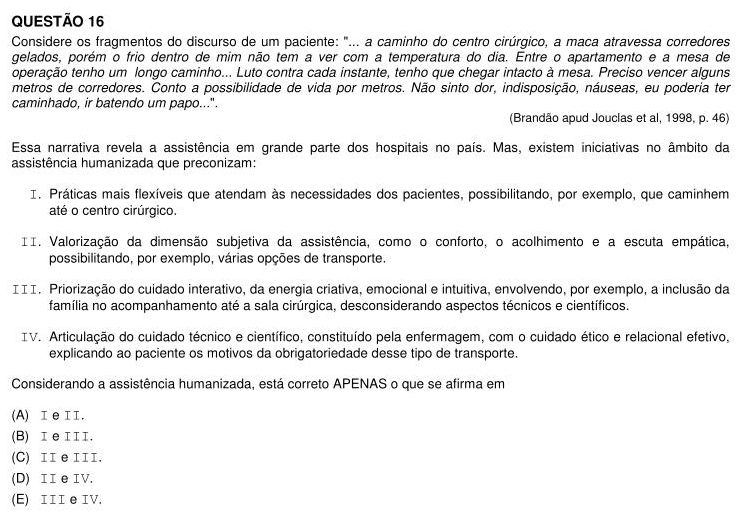 QUESTÃO 16
Considere os fragmentos do discurso de um paciente: "... a caminho do centro cirúrgico, a maca atravessa corredores
gelados, porém o frio dentro de mim não tem a ver com a temperatura do dia. Entre o apartamento e a mesa de
operação tenho um longo caminho... Luto contra cada instante, tenho que chegar intacto à mesa. Preciso vencer alguns
metros de corredores. Conto a possibilidade de vida por metros. Não sinto dor, indisposição, náuseas, eu poderia ter
caminhado, ir batendo um papo...".
(Brandão apud Jouclas et al, 1998, p. 46)
Essa narrativa revela a assistência em grande parte dos hospitais no país. Mas, existem iniciativas no âmbito da
assistência humanizada que preconizam:
I. Práticas mais flexíveis que atendam às necessidades dos pacientes, possibilitando, por exemplo, que caminhem
até o centro cirúrgico.
II. Valorização da dimensão subjetiva da assistência, como o conforto, o acolhimento e a escuta empática,
possibilitando, por exemplo, várias opções de transporte.
III. Priorização do cuidado interativo, da energia criativa, emocional e intuitiva, envolvendo, por exemplo, a inclusão da
família no acompanhamento até a sala cirúrgica, desconsiderando aspectos técnicos e científicos.
IV. Articulação do cuidado técnico e científico, constituído pela enfermagem, com o cuidado ético e relacional efetivo,
explicando ao paciente os motivos da obrigatoriedade desse tipo de transporte.
Considerando a assistência humanizada, está correto APENAS o que se afirma em
(A) I e II.
(B) I e III.
(C) II e III.
(D) II e IV.
(E) III e IV.